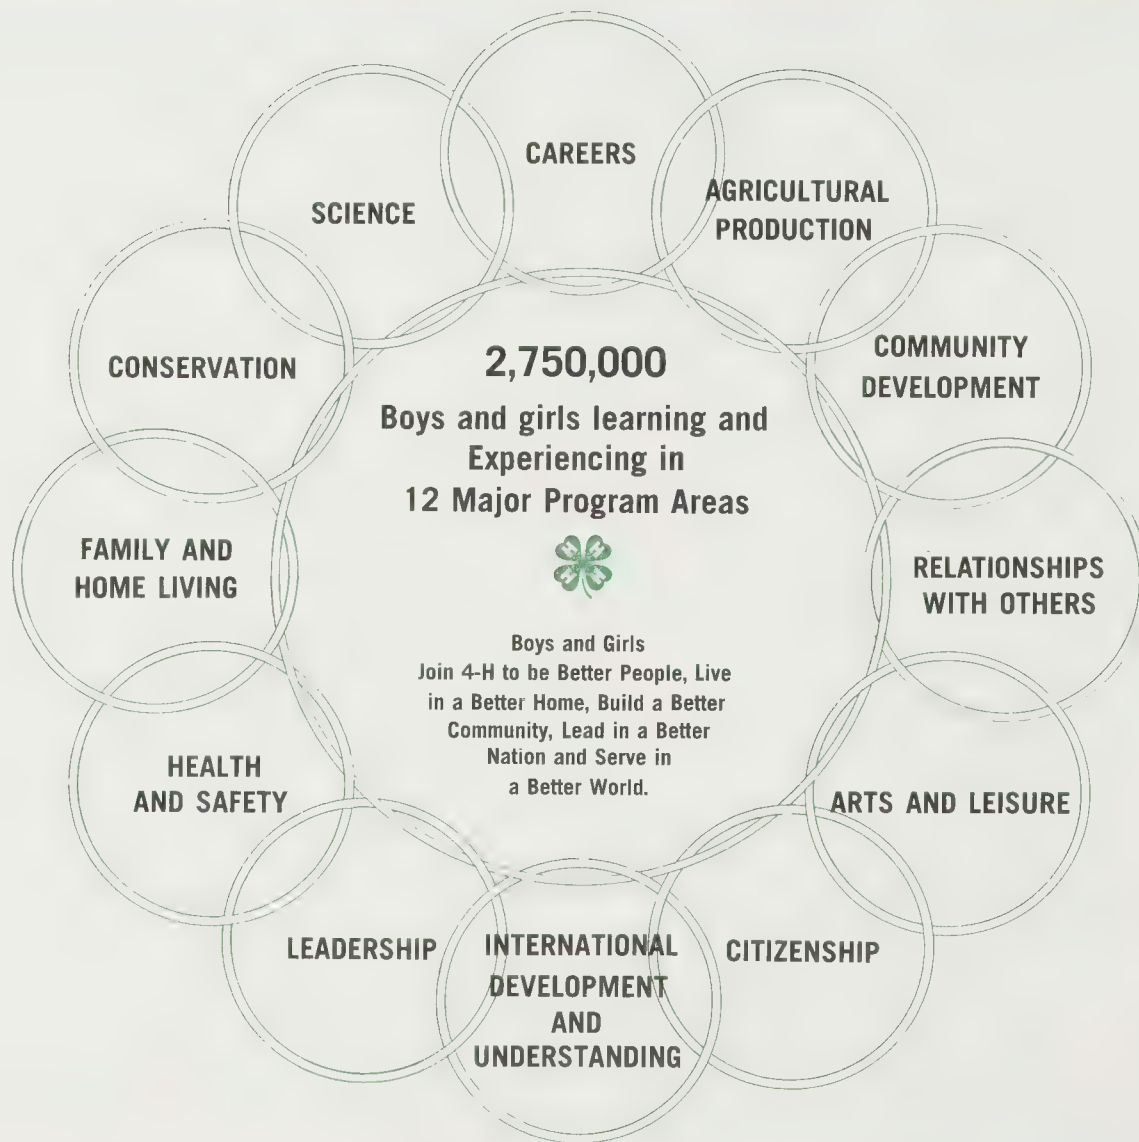 CAREERS
AGRICULTURAL
PRODUCTION
COMMUNITY
DEVELOPMENT
RELATIONSHIPS
WITH OTHERS
ARTS AND LEISURE
CITIZENSHIP
INTERNATIONAL
DEVELOPMENT
AND
UNDERSTANDING
LEADERSHIP
HEALTH
AND SAFETY
FAMILY AND
HOME LIVING
CONSERVATION
SCIENCE
2,750,000
Boys and girls learning and
Experiencing in
12 Major Program Areas
H H
H H
Boys and Girls
Join 4-H to be Better People, Live
in a Better Home, Build a Better
Community, Lead in a Better
Nation and Serve in
a Better World.